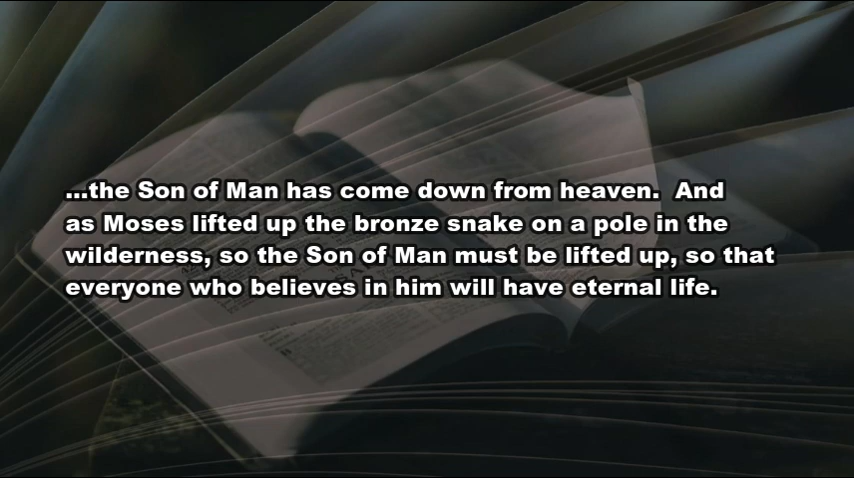 ...the Son of Man has come down from heaven.  And
as Moses lifted up the bronze snake on a pole in the
wilderness, so the Son of Man must be lifted up, so that
everyone who believes in him will have eternal life.